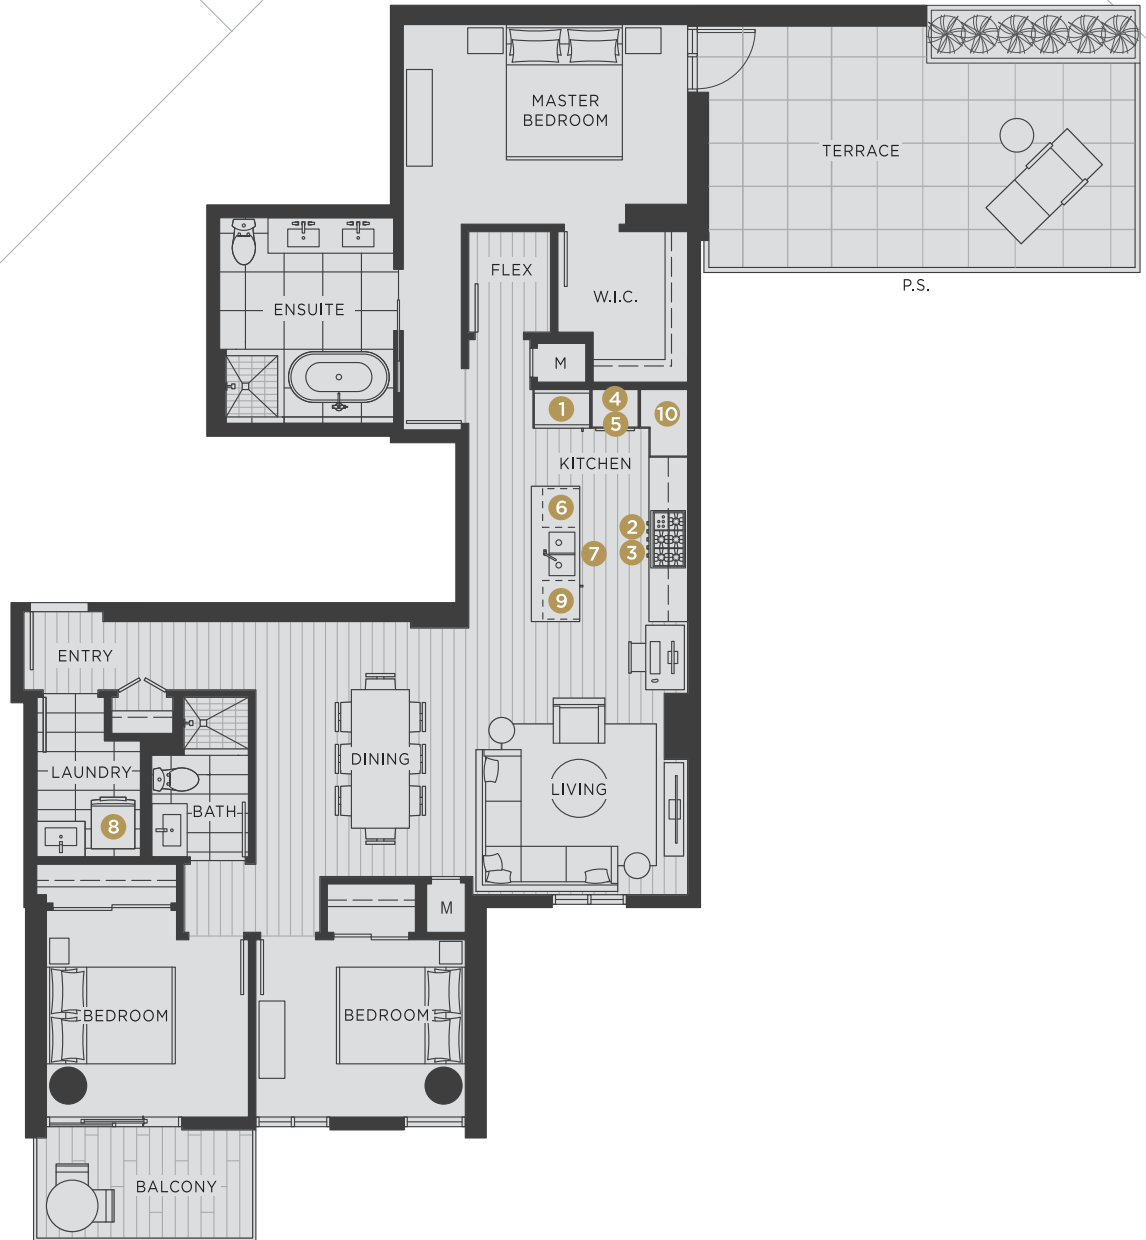 MASTER
BEDROOM
TERRACE
P.S.
FLEX
W.I.C.
ENSUITE
M
1
4
5
10
KITCHEN
6
2
7
3
9
ENTRY
DINING
LAUNDRY
LIVING
BATH
8
M
BEDROOM
BEDROOM
BALCONY